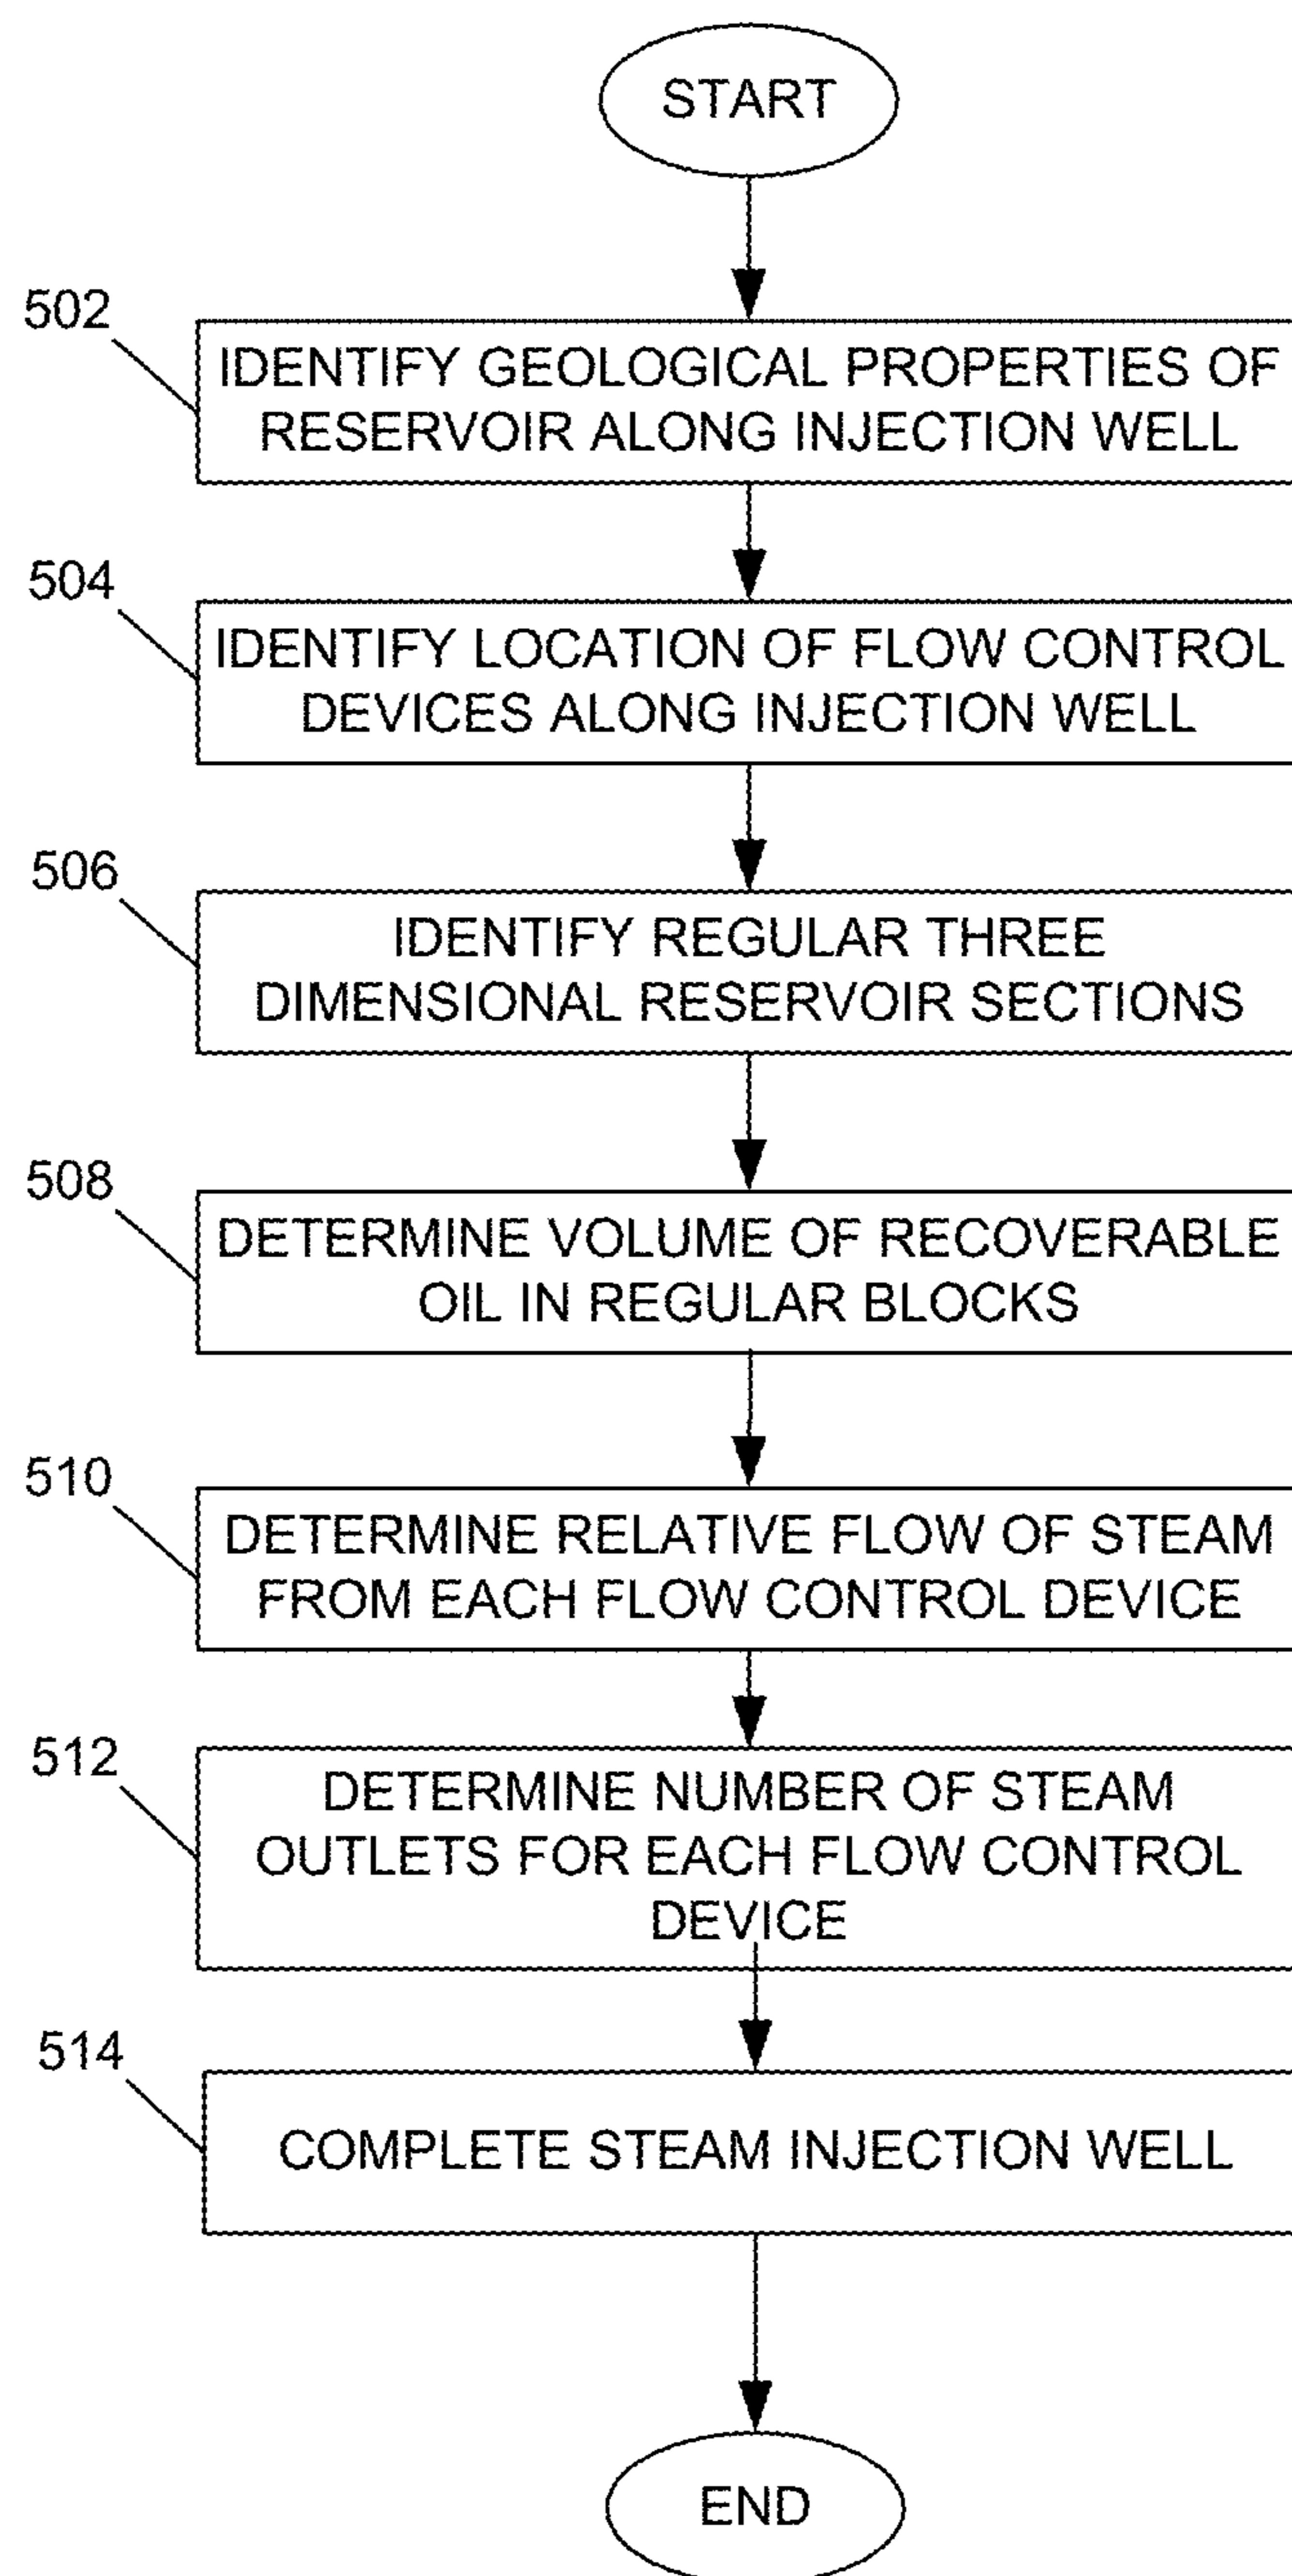 START
502
IDENTIFY GEOLOGICAL PROPERTIES OF
RESERVOIR ALONG INJECTION WELL
504
IDENTIFY LOCATION OF FLOW CONTROL
DEVICES ALONG INJECTION WELL
506
IDENTIFY REGULAR THREE
DIMENSIONAL RESERVOIR SECTIONS
508
DETERMINE VOLUME OF RECOVERABLE
OIL IN REGULAR BLOCKS
510
DETERMINE RELATIVE FLOW OF STEAM
FROM EACH FLOW CONTROL DEVICE
512
DETERMINE NUMBER OF STEAM
OUTLETS FOR EACH FLOW CONTROL
DEVICE
514
COMPLETE STEAM INJECTION WELL
END